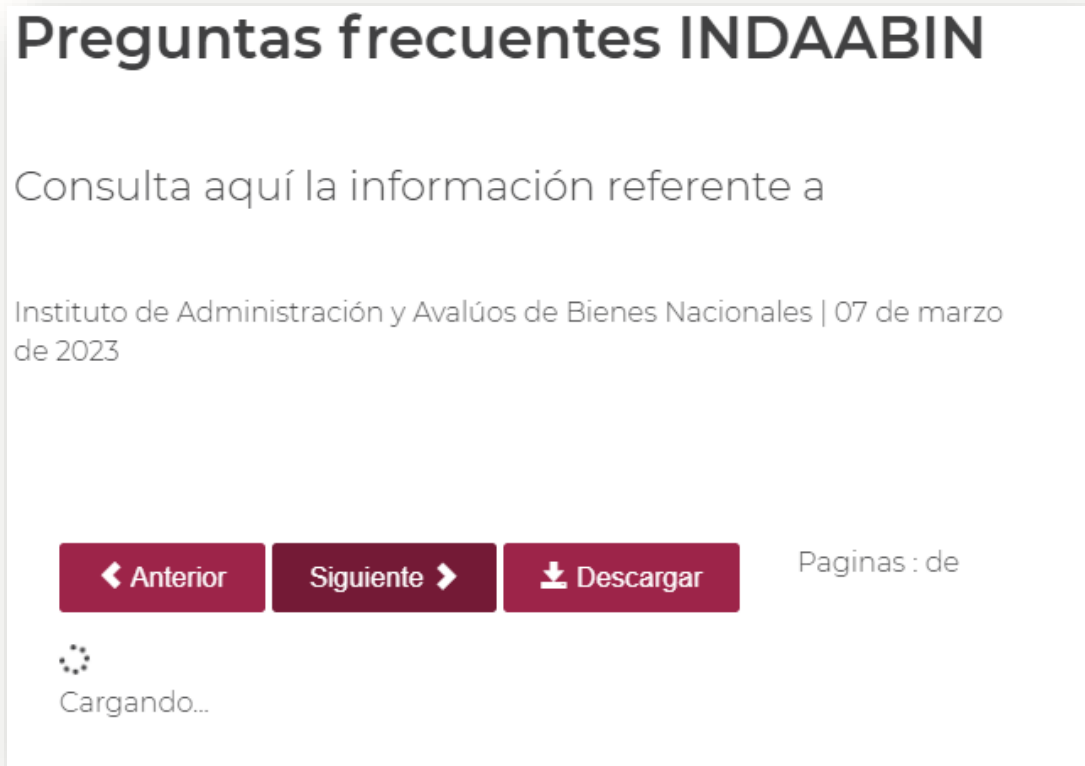 Preguntas frecuentes INDAABIN
Consulta aquí la información referente a
Instituto de Administración y Avalúos de Bienes Nacionales | 07 de marzo
de 2023
Anterior
Siguiente
Descargar
Paginas : de
Cargando...